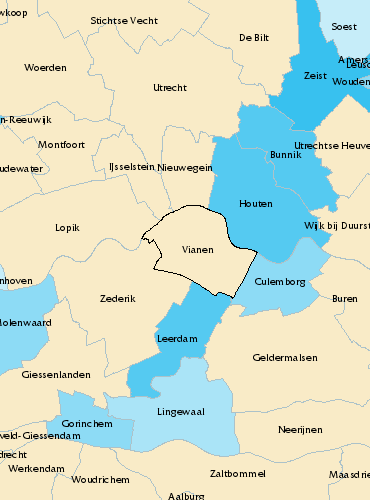 wkoop
Stichtse Vecht
Soest
De Bilt
Amers
Leusd
Woerden
Zeist
Wouden
Utrecht
n-Reeuwijk
Montfoort
Utrechtse Heuve
Bunnik
udewater
IJsselstein
Nieuwegein
Houten
Lopik
Wijk bij Duurst
Vianen
nhoven
Culemborg
Zederik
Buren
Molenwaard
Leerdam
Geldermalsen
Giessenlanden
Lingewaal
Gorinchem
Neerijnen
veld-Giessendam
drecht
Werkendam
Zaltbommel
Maasdrie
Woudrichem
Aalburg